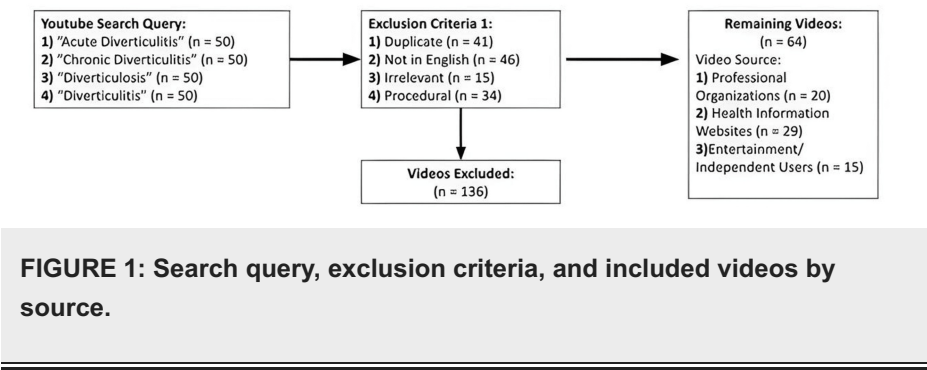 Youtube Search Query:
1) "Acute Diverticulitis" (n = 50)
2) "Chronic Diverticulitis" (n = 50)
3) "Diverticulosis" (n = 50)
4) "Diverticulitis" (n = 50)
Exclusion Criteria 1:
1) Duplicate (n = 41)
2) Not in English (n = 46)
3) Irrelevant (n = 15)
4) Procedural (n = 34)
Videos Excluded:
(n = 136)
Remaining Videos:
(n = 64)
Video Source:
1) Professional
Organizations (n = 20)
2) Health Information
Websites (n = 29)
3)Entertainment/
Independent Users (n = 15)
FIGURE 1: Search query, exclusion criteria, and included videos by
source.